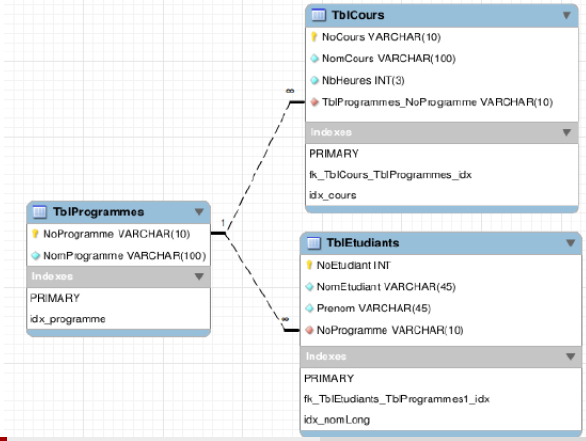 TblCours
NoCours VARCHAR(10)
NomCours VARCHAR(100)
NbHeures INT(3)
TblProgrammes_NoProgramme VARCHAR(10)
Indexes
PRIMARY
fk_TblCours_TblProgrammes_idx
idx_cours
∞
1
TblProgrammes
NoProgramme VARCHAR(10)
NomProgramme VARCHAR(100)
Indexes
PRIMARY
idx_programme
∞
TblEtudiants
NoEtudiant INT
NomEtudiant VARCHAR(45)
Prenom VARCHAR(45)
NoProgramme VARCHAR(10)
Indexes
PRIMARY
fk_TblEtudiants_TblProgrammes1_idx
idx_nomLong